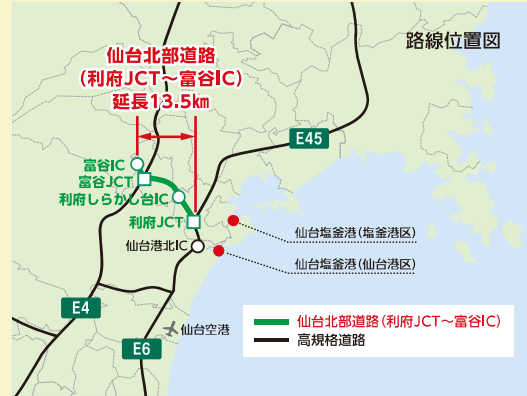 路線位置図
仙台北部道路
(利府JCT～富谷IC)
延長13.5km
E45
富谷IC
富谷JCT
利府しらかし台IC
利府JCT
仙台港北IC
仙台塩釜港(塩釜港区)
仙台塩釜港(仙台港区)
E4
E6
仙台空港
仙台北部道路(利府JCT～富谷IC)
高規格道路